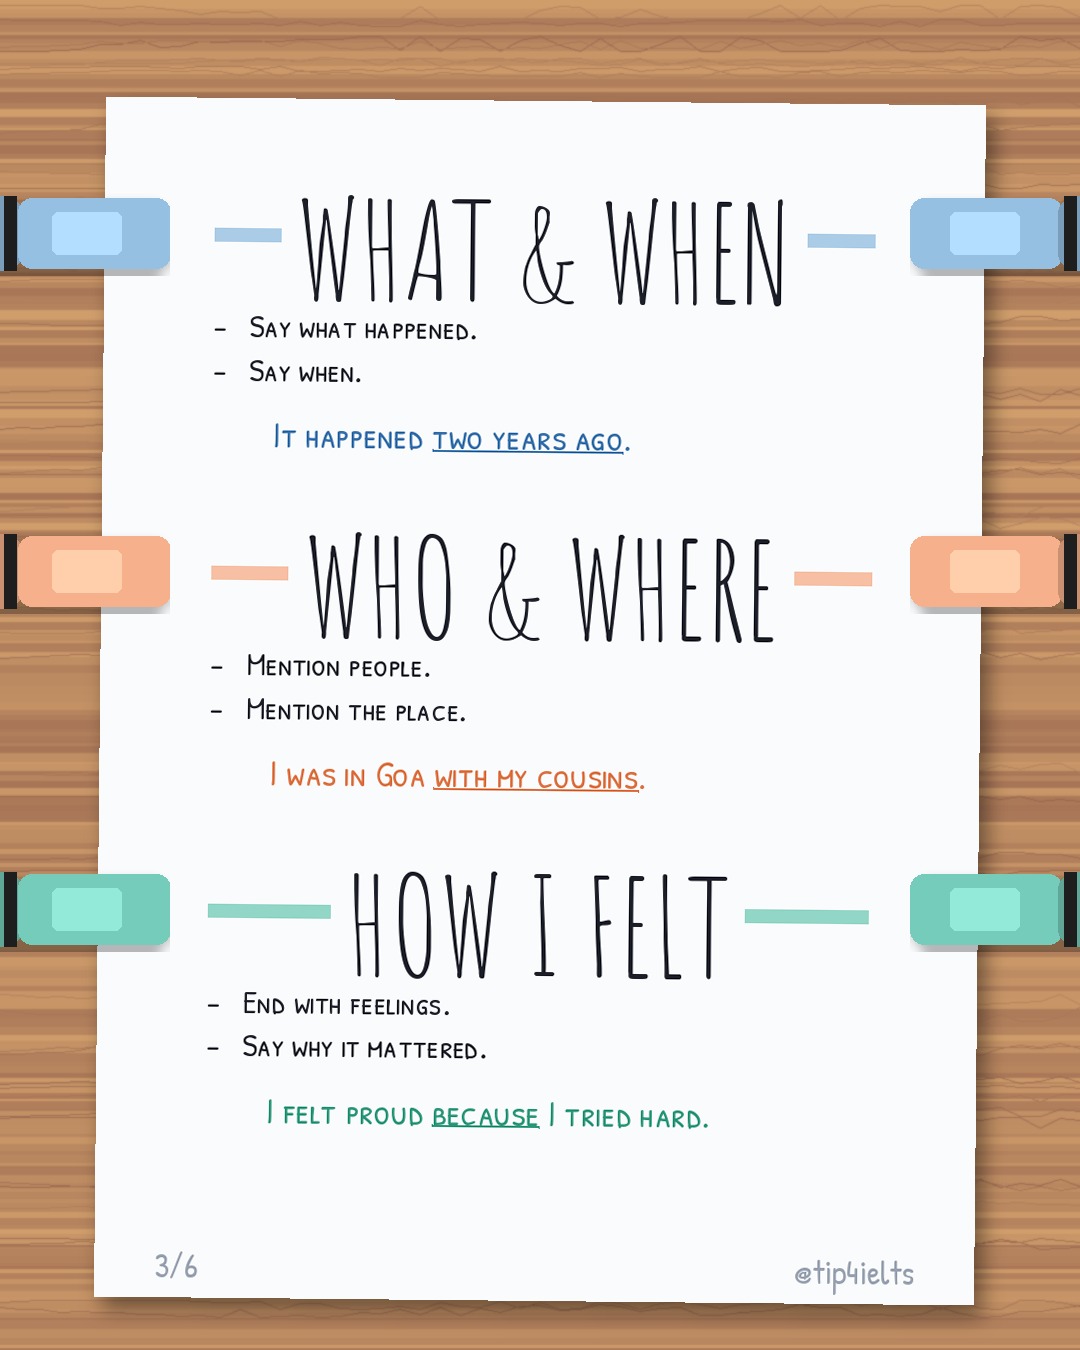 WHAT & WHEN
- Say what happened.
- Say when.
It happened two years ago.
WHO & WHERE
- Mention people.
- Mention the place.
I was in Goa with my cousins.
HOW I FELT
- End with feelings.
- Say why it mattered.
I felt proud because I tried hard.
3/6
@tip4ielts